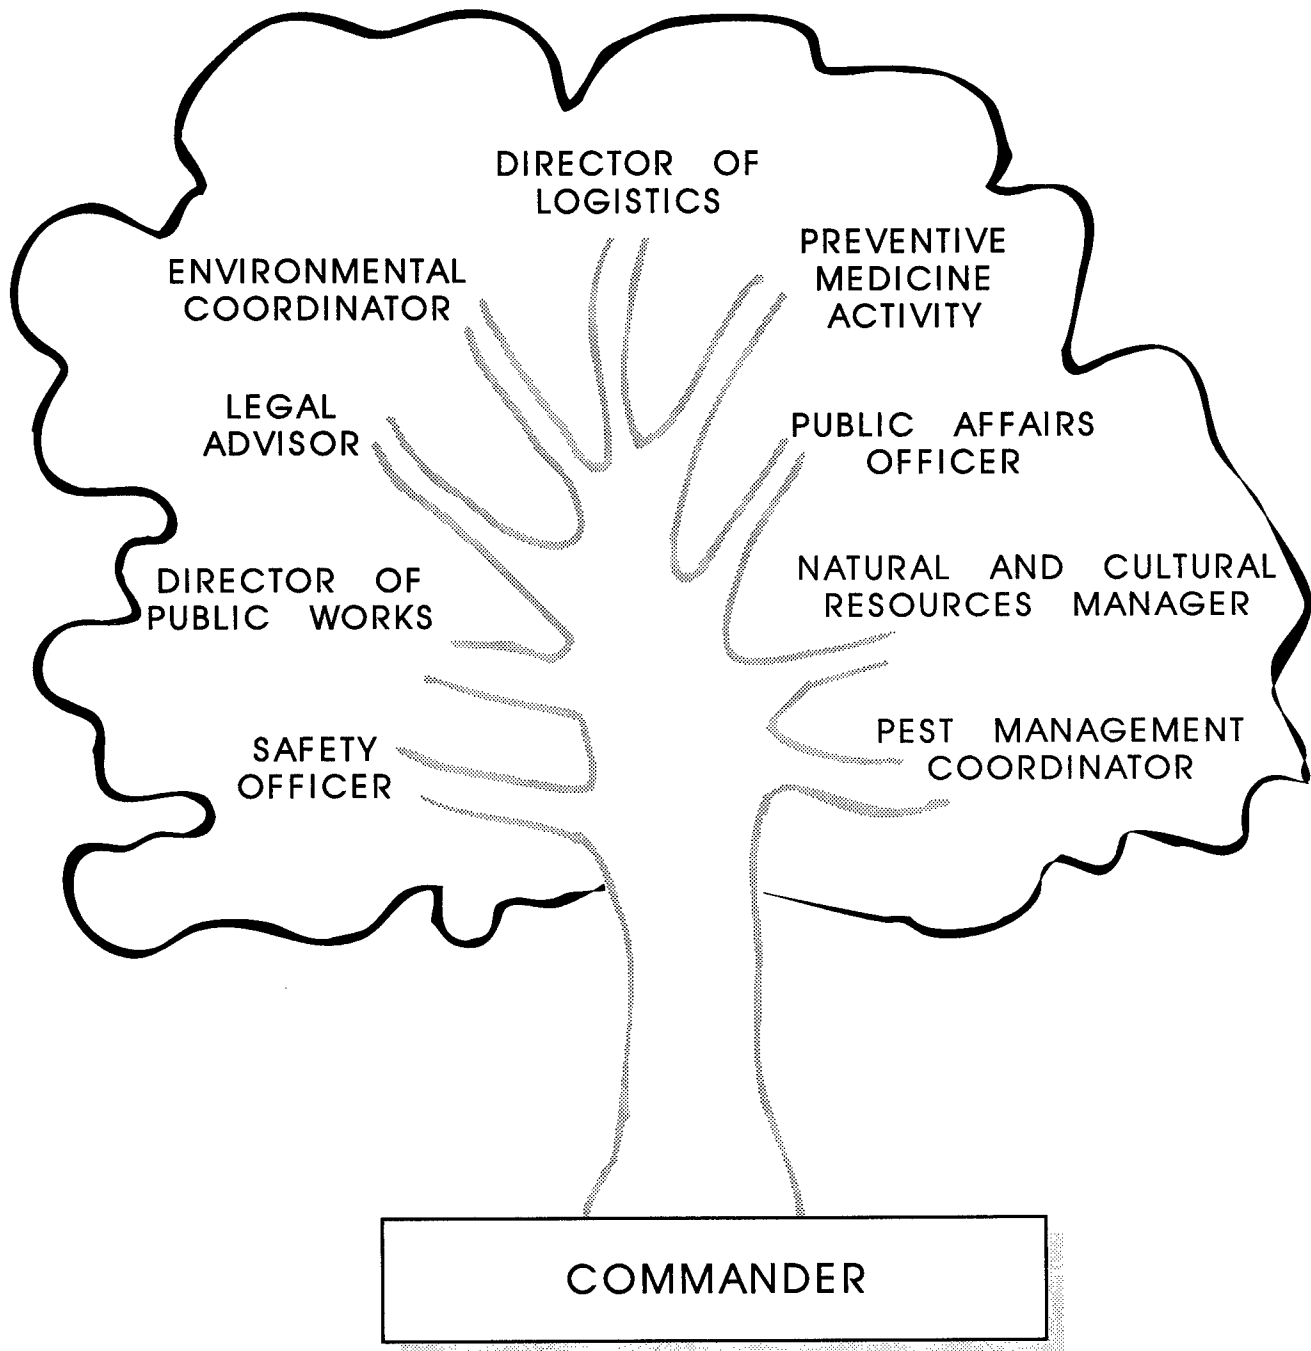 DIRECTOR OF
LOGISTICS
PREVENTIVE
MEDICINE
ACTIVITY
ENVIRONMENTAL
COORDINATOR
LEGAL
ADVISOR
PUBLIC AFFAIRS
OFFICER
DIRECTOR OF
PUBLIC WORKS
NATURAL AND CULTURAL
RESOURCES MANAGER
SAFETY
OFFICER
PEST MANAGEMENT
COORDINATOR
COMMANDER